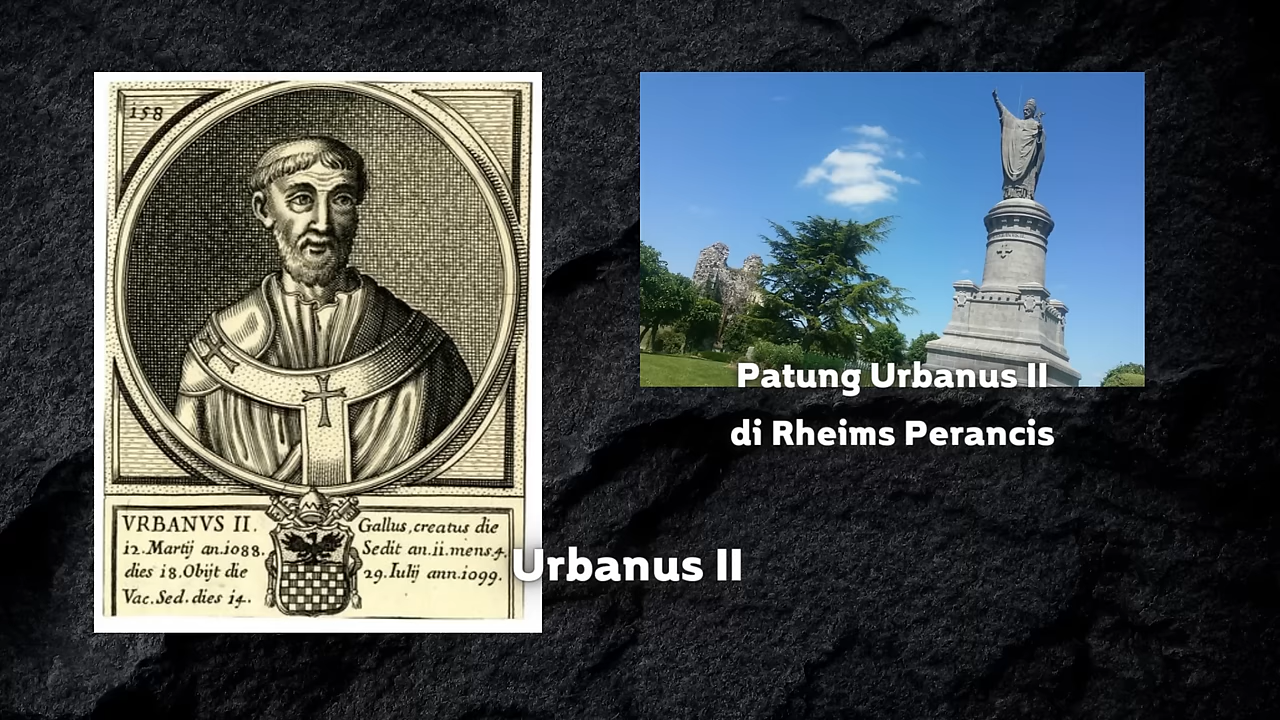 158
VRBANVS II.
12.Martij an.1088.
dies 18.Obijt die
Vac.Sed.dies 14.
Gallus,creatus die
Sedit an.11.mens.4.
29.Iulij ann.1099.
Urbanus II
Patung Urbanus II
di Rheims Perancis